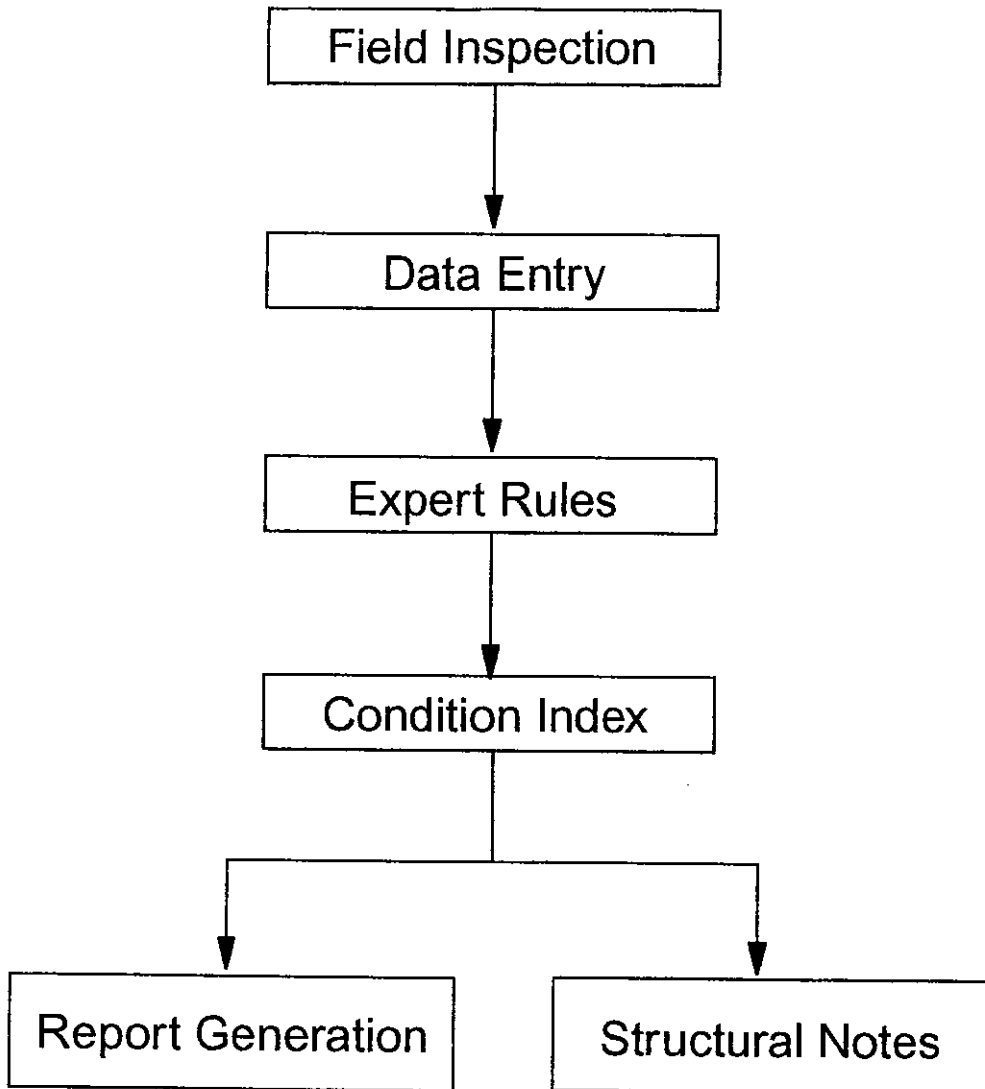 Field Inspection
Data Entry
Expert Rules
Condition Index
Report Generation
Structural Notes